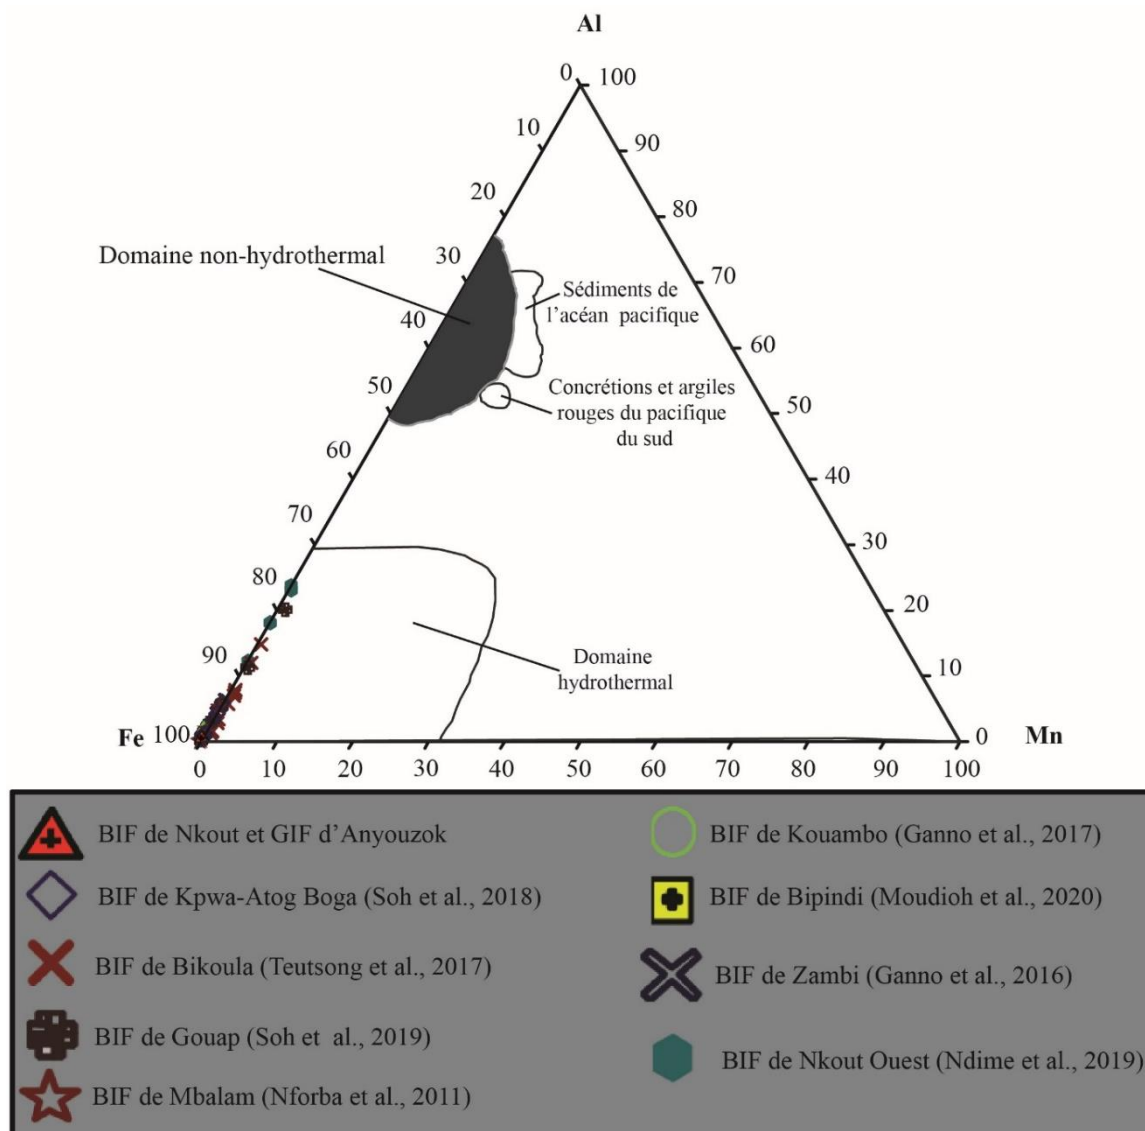 Al
0 100
10
90
20
80
Domaine non-hydrothermal
30
70
Sédiments de
l’acéan pacifique
40
60
Concrétions et argiles
rouges du pacifique
du sud
50
50
60
40
70
30
80
20
90
10
Domaine
hydrothermal
Fe 100
0 Mn
0 10 20 30 40 50 60 70 80 90 100
BIF de Nkout et GIF d’Anyouzok
BIF de Kpwa-Atog Boga (Soh et al., 2018)
BIF de Bikoula (Teutsong et al., 2017)
BIF de Gouap (Soh et al., 2019)
BIF de Mbalam (Nforba et al., 2011)
BIF de Kouambo (Ganno et al., 2017)
BIF de Bipindi (Moudioh et al., 2020)
BIF de Zambi (Ganno et al., 2016)
BIF de Nkout Ouest (Ndime et al., 2019)